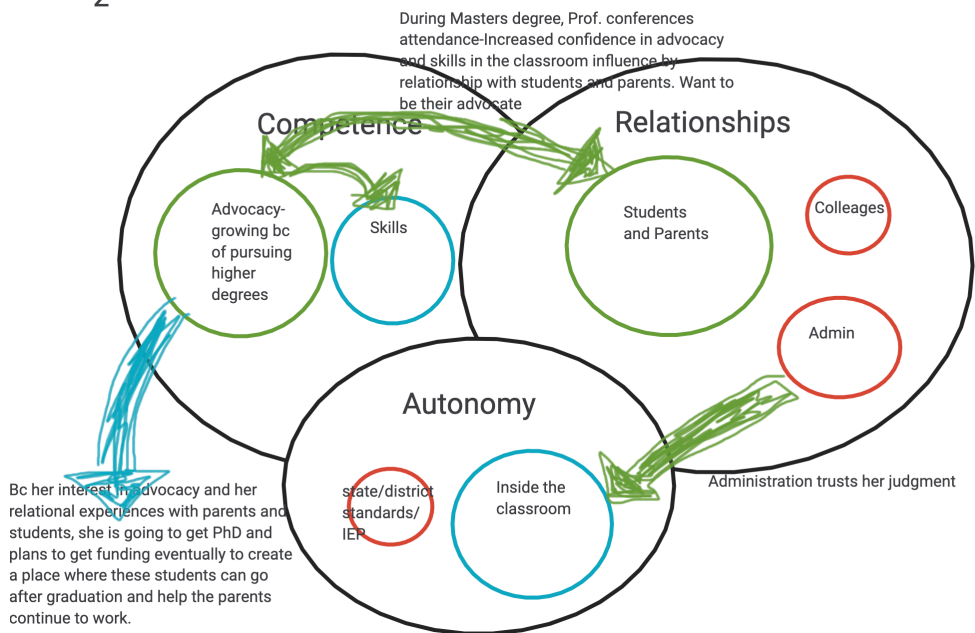 2
During Masters degree, Prof. conferences
attendance-Increased confidence in advocacy
and skills in the classroom influence by
relationship with students and parents. Want to
be their advocate
Competence
Relationships
Advocacy-
growing bc
of pursuing
higher
degrees
Skills
Students
and Parents
Colleages
Admin
Autonomy
state/district
standards/
IEP
Inside the
classroom
Administration trusts her judgment
Bc her interest in advocacy and her
relational experiences with parents and
students, she is going to get PhD and
plans to get funding eventually to create
a place where these students can go
after graduation and help the parents
continue to work.